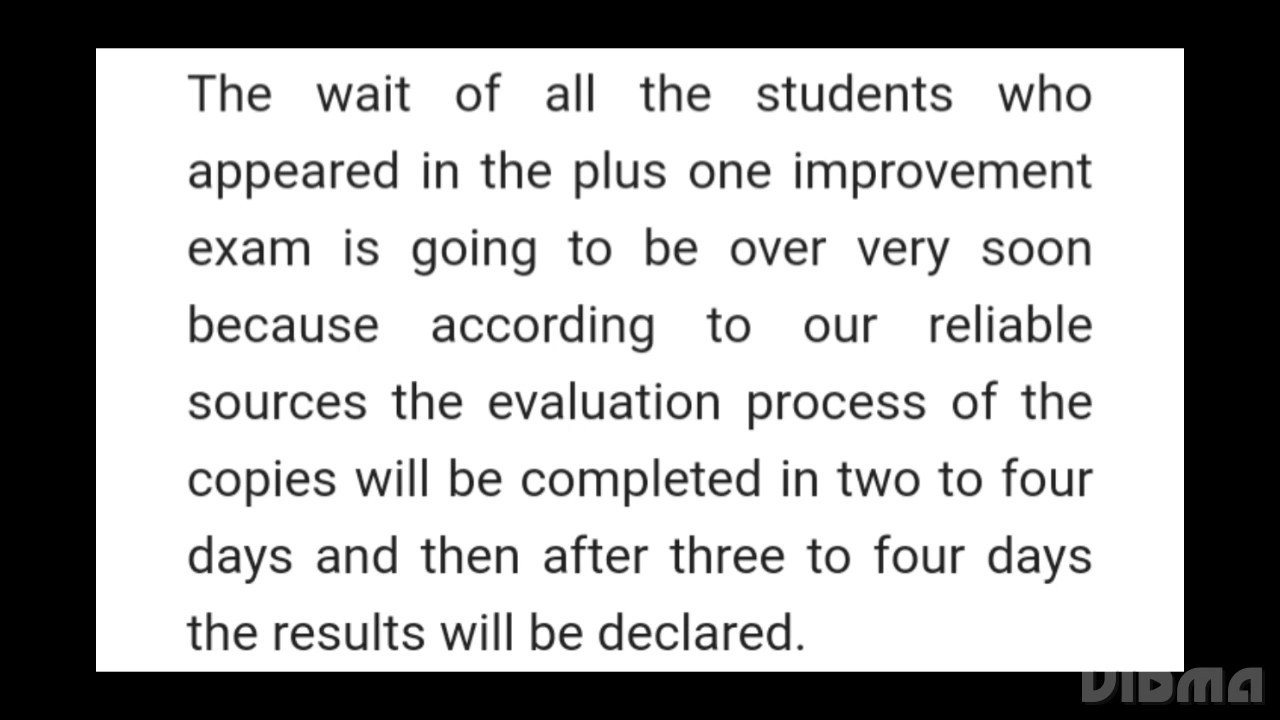 The wait of all the students who
appeared in the plus one improvement
exam is going to be over very soon
because according to our reliable
sources the evaluation process of the
copies will be completed in two to four
days and then after three to four days
the results will be declared.